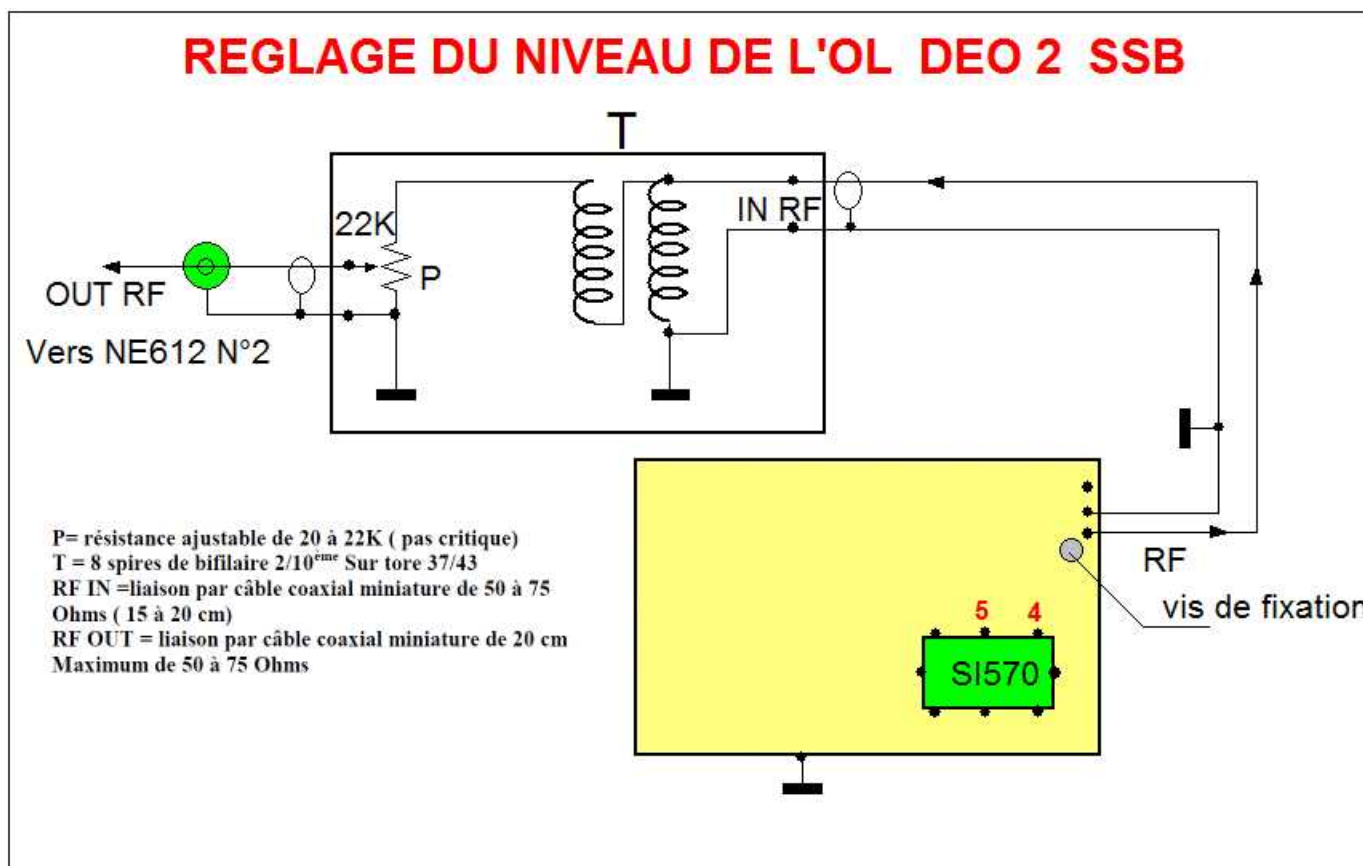 REGLAGE DU NIVEAU DE L'OL DEO 2 SSB
T
22K
IN RF
P
OUT RF
Vers NE612 N°2
P= résistance ajustable de 20 à 22K ( pas critique)
T = 8 spires de bifilaire 2/10ème Sur tore 37/43
RF IN =liaison par câble coaxial miniature de 50 à 75
Ohms ( 15 à 20 cm)
RF OUT = liaison par câble coaxial miniature de 20 cm
Maximum de 50 à 75 Ohms
RF
vis de fixation
5 4
SI570